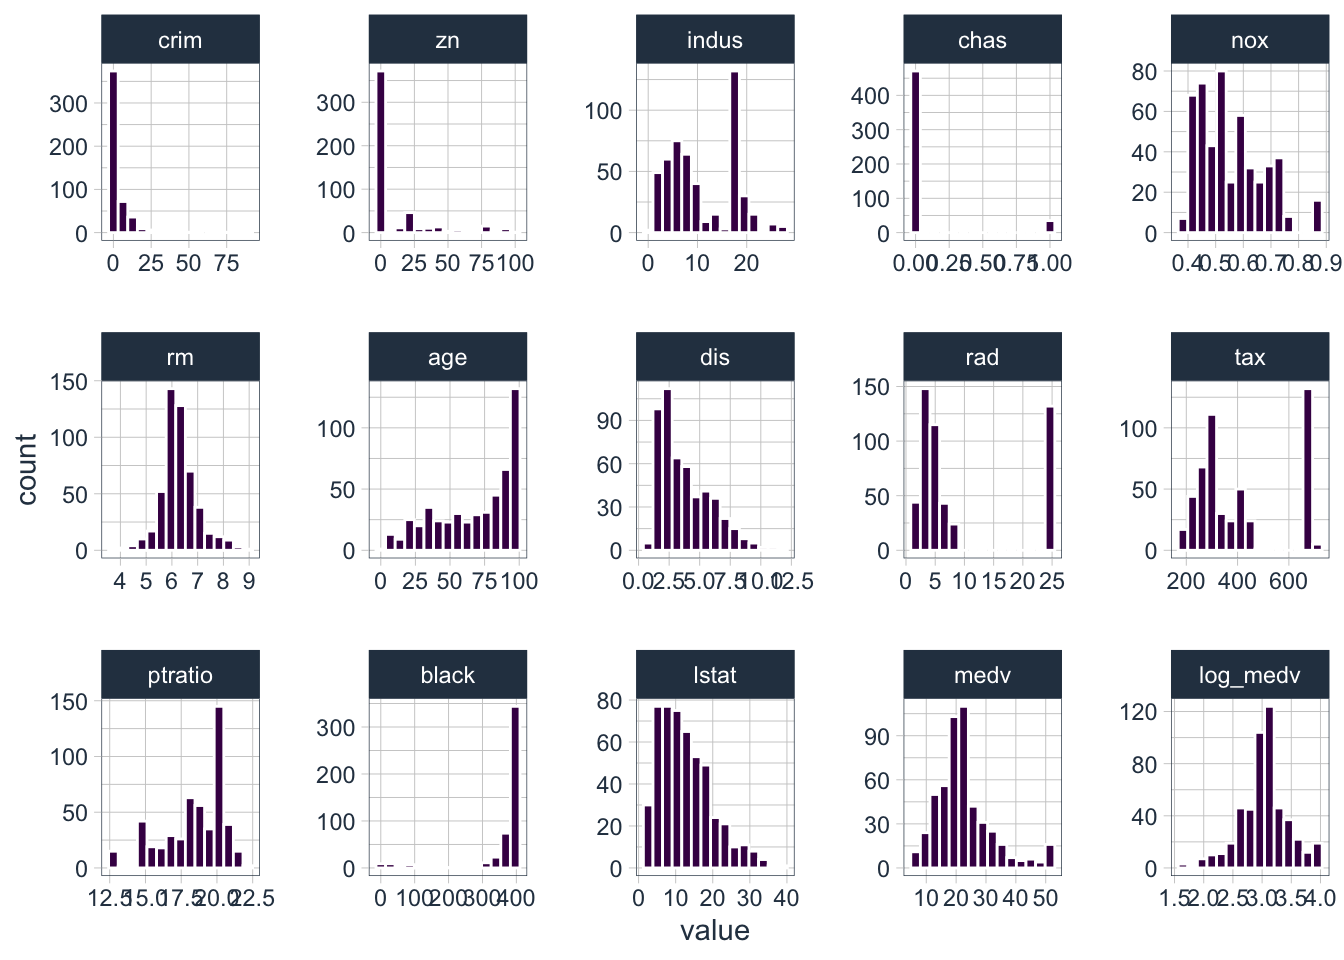 crim zn indus chas nox
300 200 100 0
0 25 50 75
300 200 100 0
0 25 50 75 100
100 50 0
0 10 20
400 300 200 100 0
0.00 0.25 0.50 0.75 1.00
80 60 40 20 0
0.4 0.5 0.6 0.7 0.8 0.9
rm age dis rad tax
count
150 100 50 0
4 5 6 7 8 9
100 50 0
0 25 50 75 100
90 60 30 0
0.0 2.5 5.0 7.5 10.0 12.5
150 100 50 0
0 5 10 15 20 25
100 50 0
200 400 600
ptratio black lstat medv log_medv
150 100 50 0
12.5 15.0 17.5 20.0 22.5
300 200 100 0
0 100 200 300 400
80 60 40 20 0
0 10 20 30 40
90 60 30 0
10 20 30 40 50
120 80 40 0
1.5 2.0 2.5 3.0 3.5 4.0
value